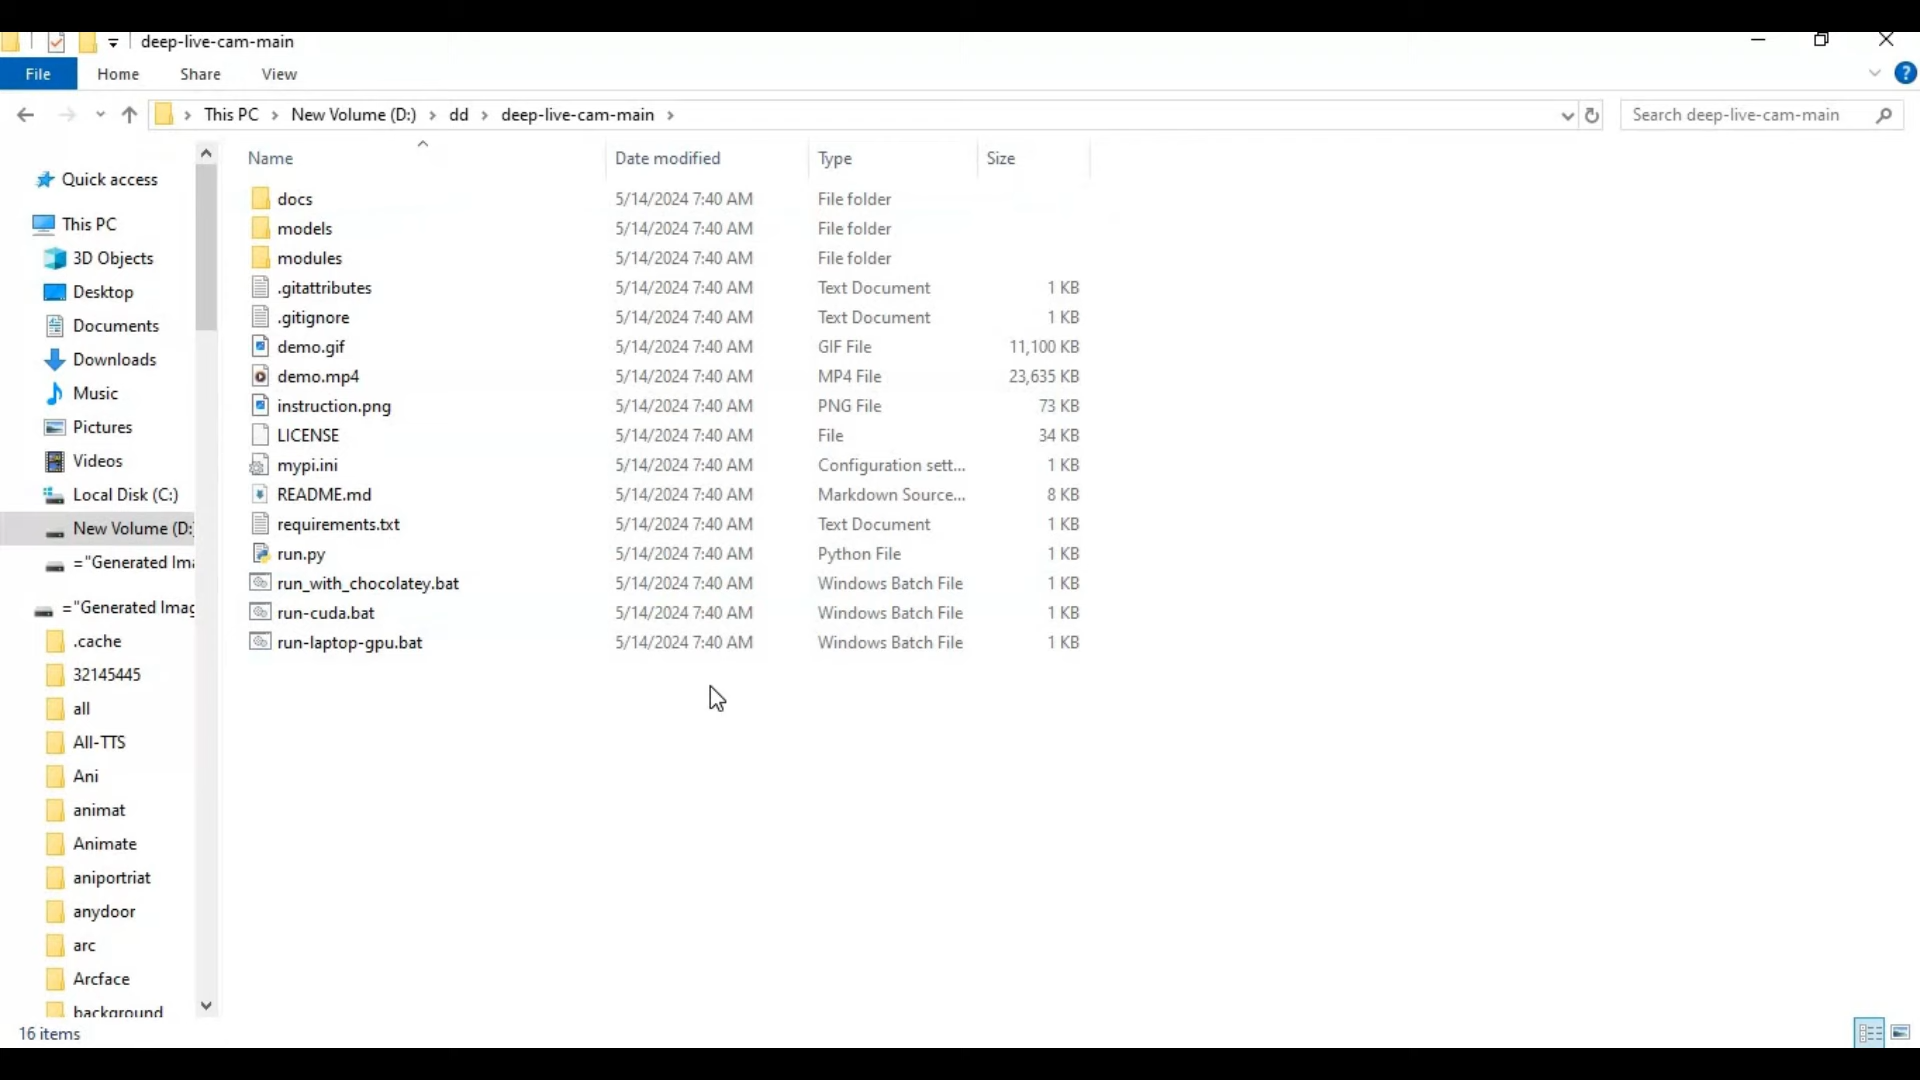 deep-live-cam-main
File Home Share View
This PC > New Volume (D:) > dd > deep-live-cam-main >
Search deep-live-cam-main
Name Date modified Type Size
docs 5/14/2024 7:40 AM File folder
models 5/14/2024 7:40 AM File folder
modules 5/14/2024 7:40 AM File folder
.gitattributes 5/14/2024 7:40 AM Text Document 1 KB
.gitignore 5/14/2024 7:40 AM Text Document 1 KB
demo.gif 5/14/2024 7:40 AM GIF File 11,100 KB
demo.mp4 5/14/2024 7:40 AM MP4 File 23,635 KB
instruction.png 5/14/2024 7:40 AM PNG File 73 KB
LICENSE 5/14/2024 7:40 AM File 34 KB
mypi.ini 5/14/2024 7:40 AM Configuration sett... 1 KB
README.md 5/14/2024 7:40 AM Markdown Source... 8 KB
requirements.txt 5/14/2024 7:40 AM Text Document 1 KB
run.py 5/14/2024 7:40 AM Python File 1 KB
run_with_chocolatey.bat 5/14/2024 7:40 AM Windows Batch File 1 KB
run-cuda.bat 5/14/2024 7:40 AM Windows Batch File 1 KB
run-laptop-gpu.bat 5/14/2024 7:40 AM Windows Batch File 1 KB
Quick access
This PC
3D Objects
Desktop
Documents
Downloads
Music
Pictures
Videos
Local Disk (C:)
New Volume (D:)
="Generated Ima
="Generated Imag
.cache
32145445
all
All-TTS
Ani
animat
Animate
aniportriat
anydoor
arc
Arcface
background
16 items